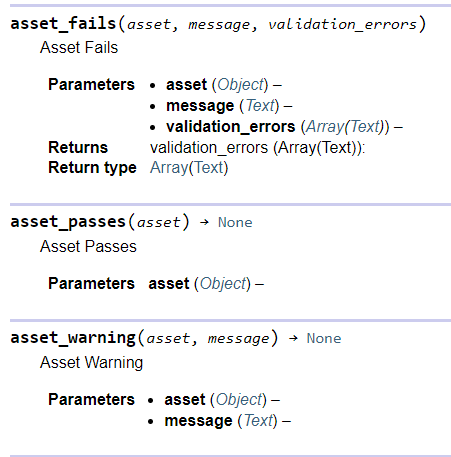 asset_fails(asset, message, validation_errors)
Asset Fails
Parameters • asset (Object) –
• message (Text) –
• validation_errors (Array(Text)) –
Returns validation_errors (Array(Text)):
Return type Array(Text)
asset_passes(asset) → None
Asset Passes
Parameters asset (Object) –
asset_warning(asset, message) → None
Asset Warning
Parameters • asset (Object) –
• message (Text) –